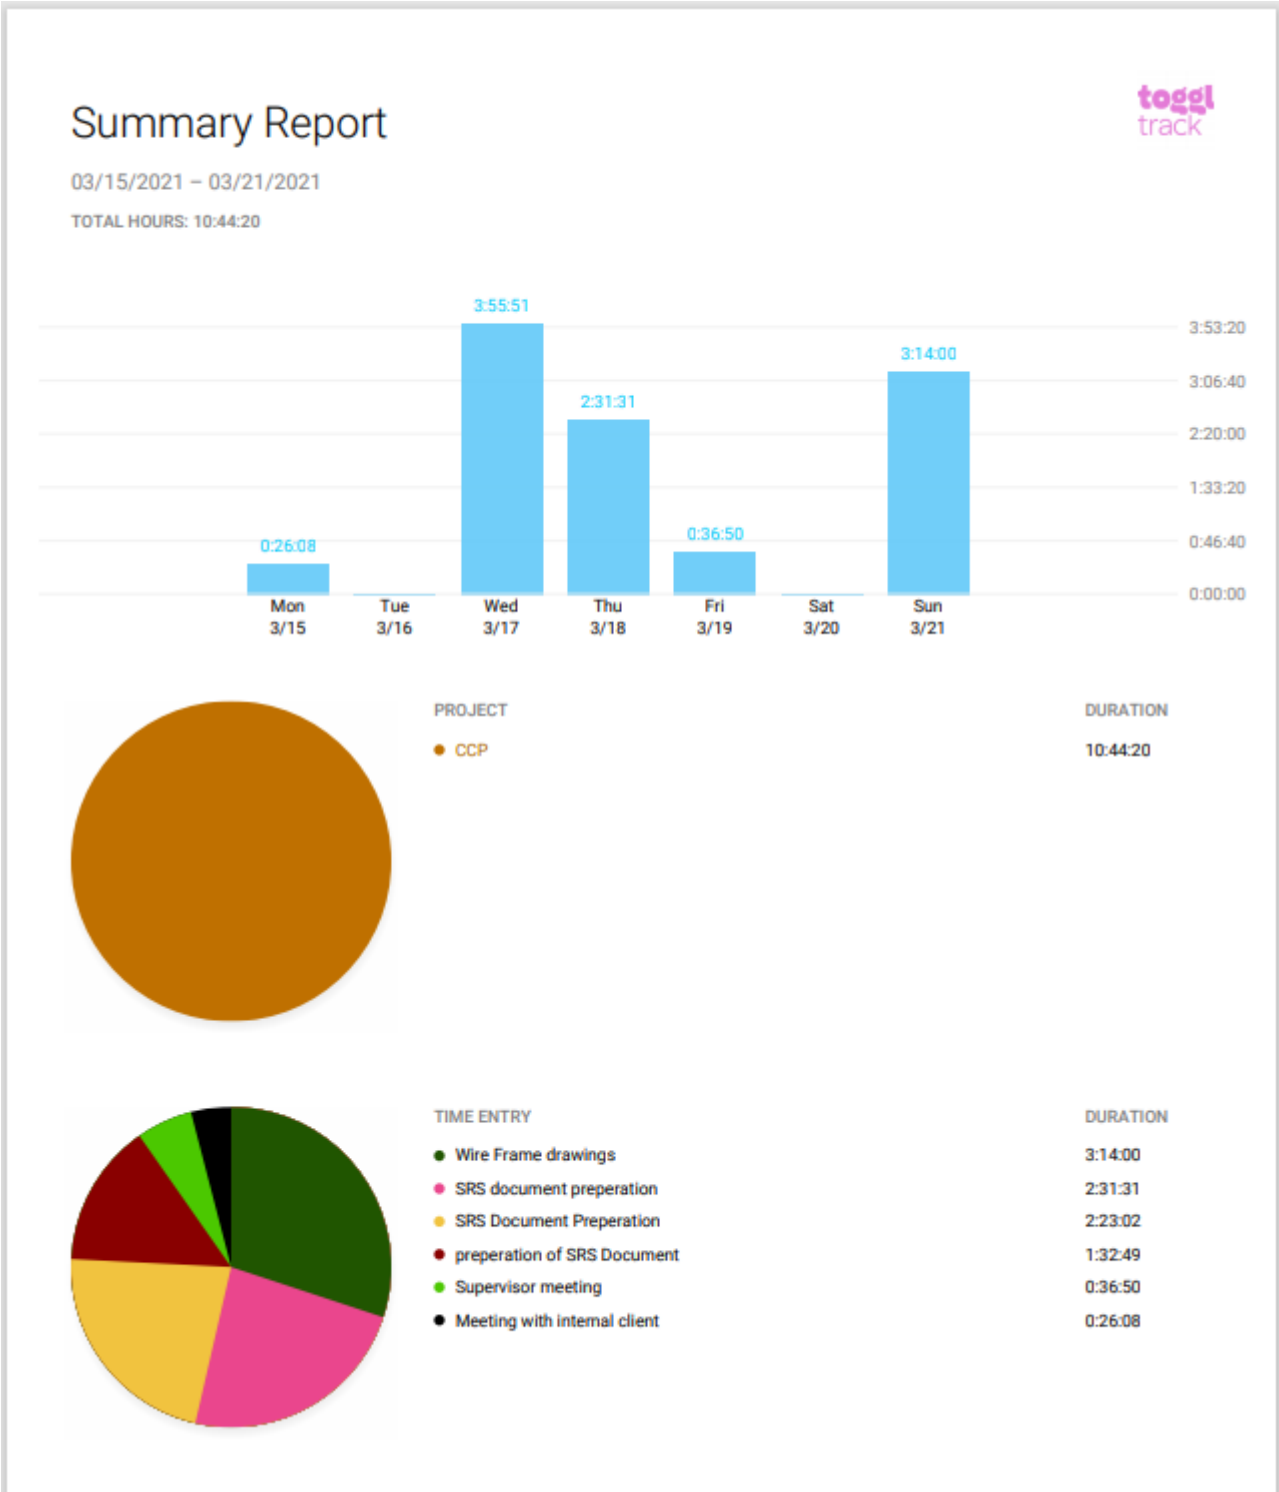 toggl
track
Summary Report
03/15/2021 – 03/21/2021
TOTAL HOURS: 10:44:20
3:55:51
3:53:20
3:14:00
3:06:40
2:31:31
2:20:00
1:33:20
0:36:50
0:46:40
0:26:08
0:00:00
Mon Tue Wed Thu Fri Sat Sun
3/15 3/16 3/17 3/18 3/19 3/20 3/21
PROJECT DURATION
CCP 10:44:20
TIME ENTRY DURATION
Wire Frame drawings 3:14:00
SRS document preperation 2:31:31
SRS Document Preperation 2:23:02
preperation of SRS Document 1:32:49
Supervisor meeting 0:36:50
Meeting with internal client 0:26:08